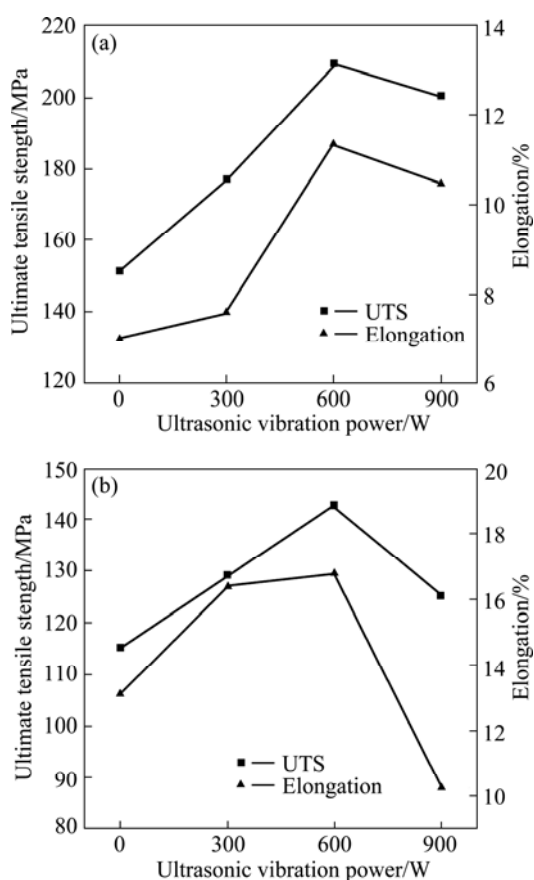 (a)
220
200
180
160
140
120
Ultimate tensile stength/MPa
14
12
10
8
6
Elongation/%
UTS
Elongation
0 300 600 900
Ultrasonic vibration power/W
(b)
150
140
130
120
110
100
90
80
Ultimate tensile stength/MPa
20
18
16
14
12
10
Elongation/%
UTS
Elongation
0 300 600 900
Ultrasonic vibration power/W